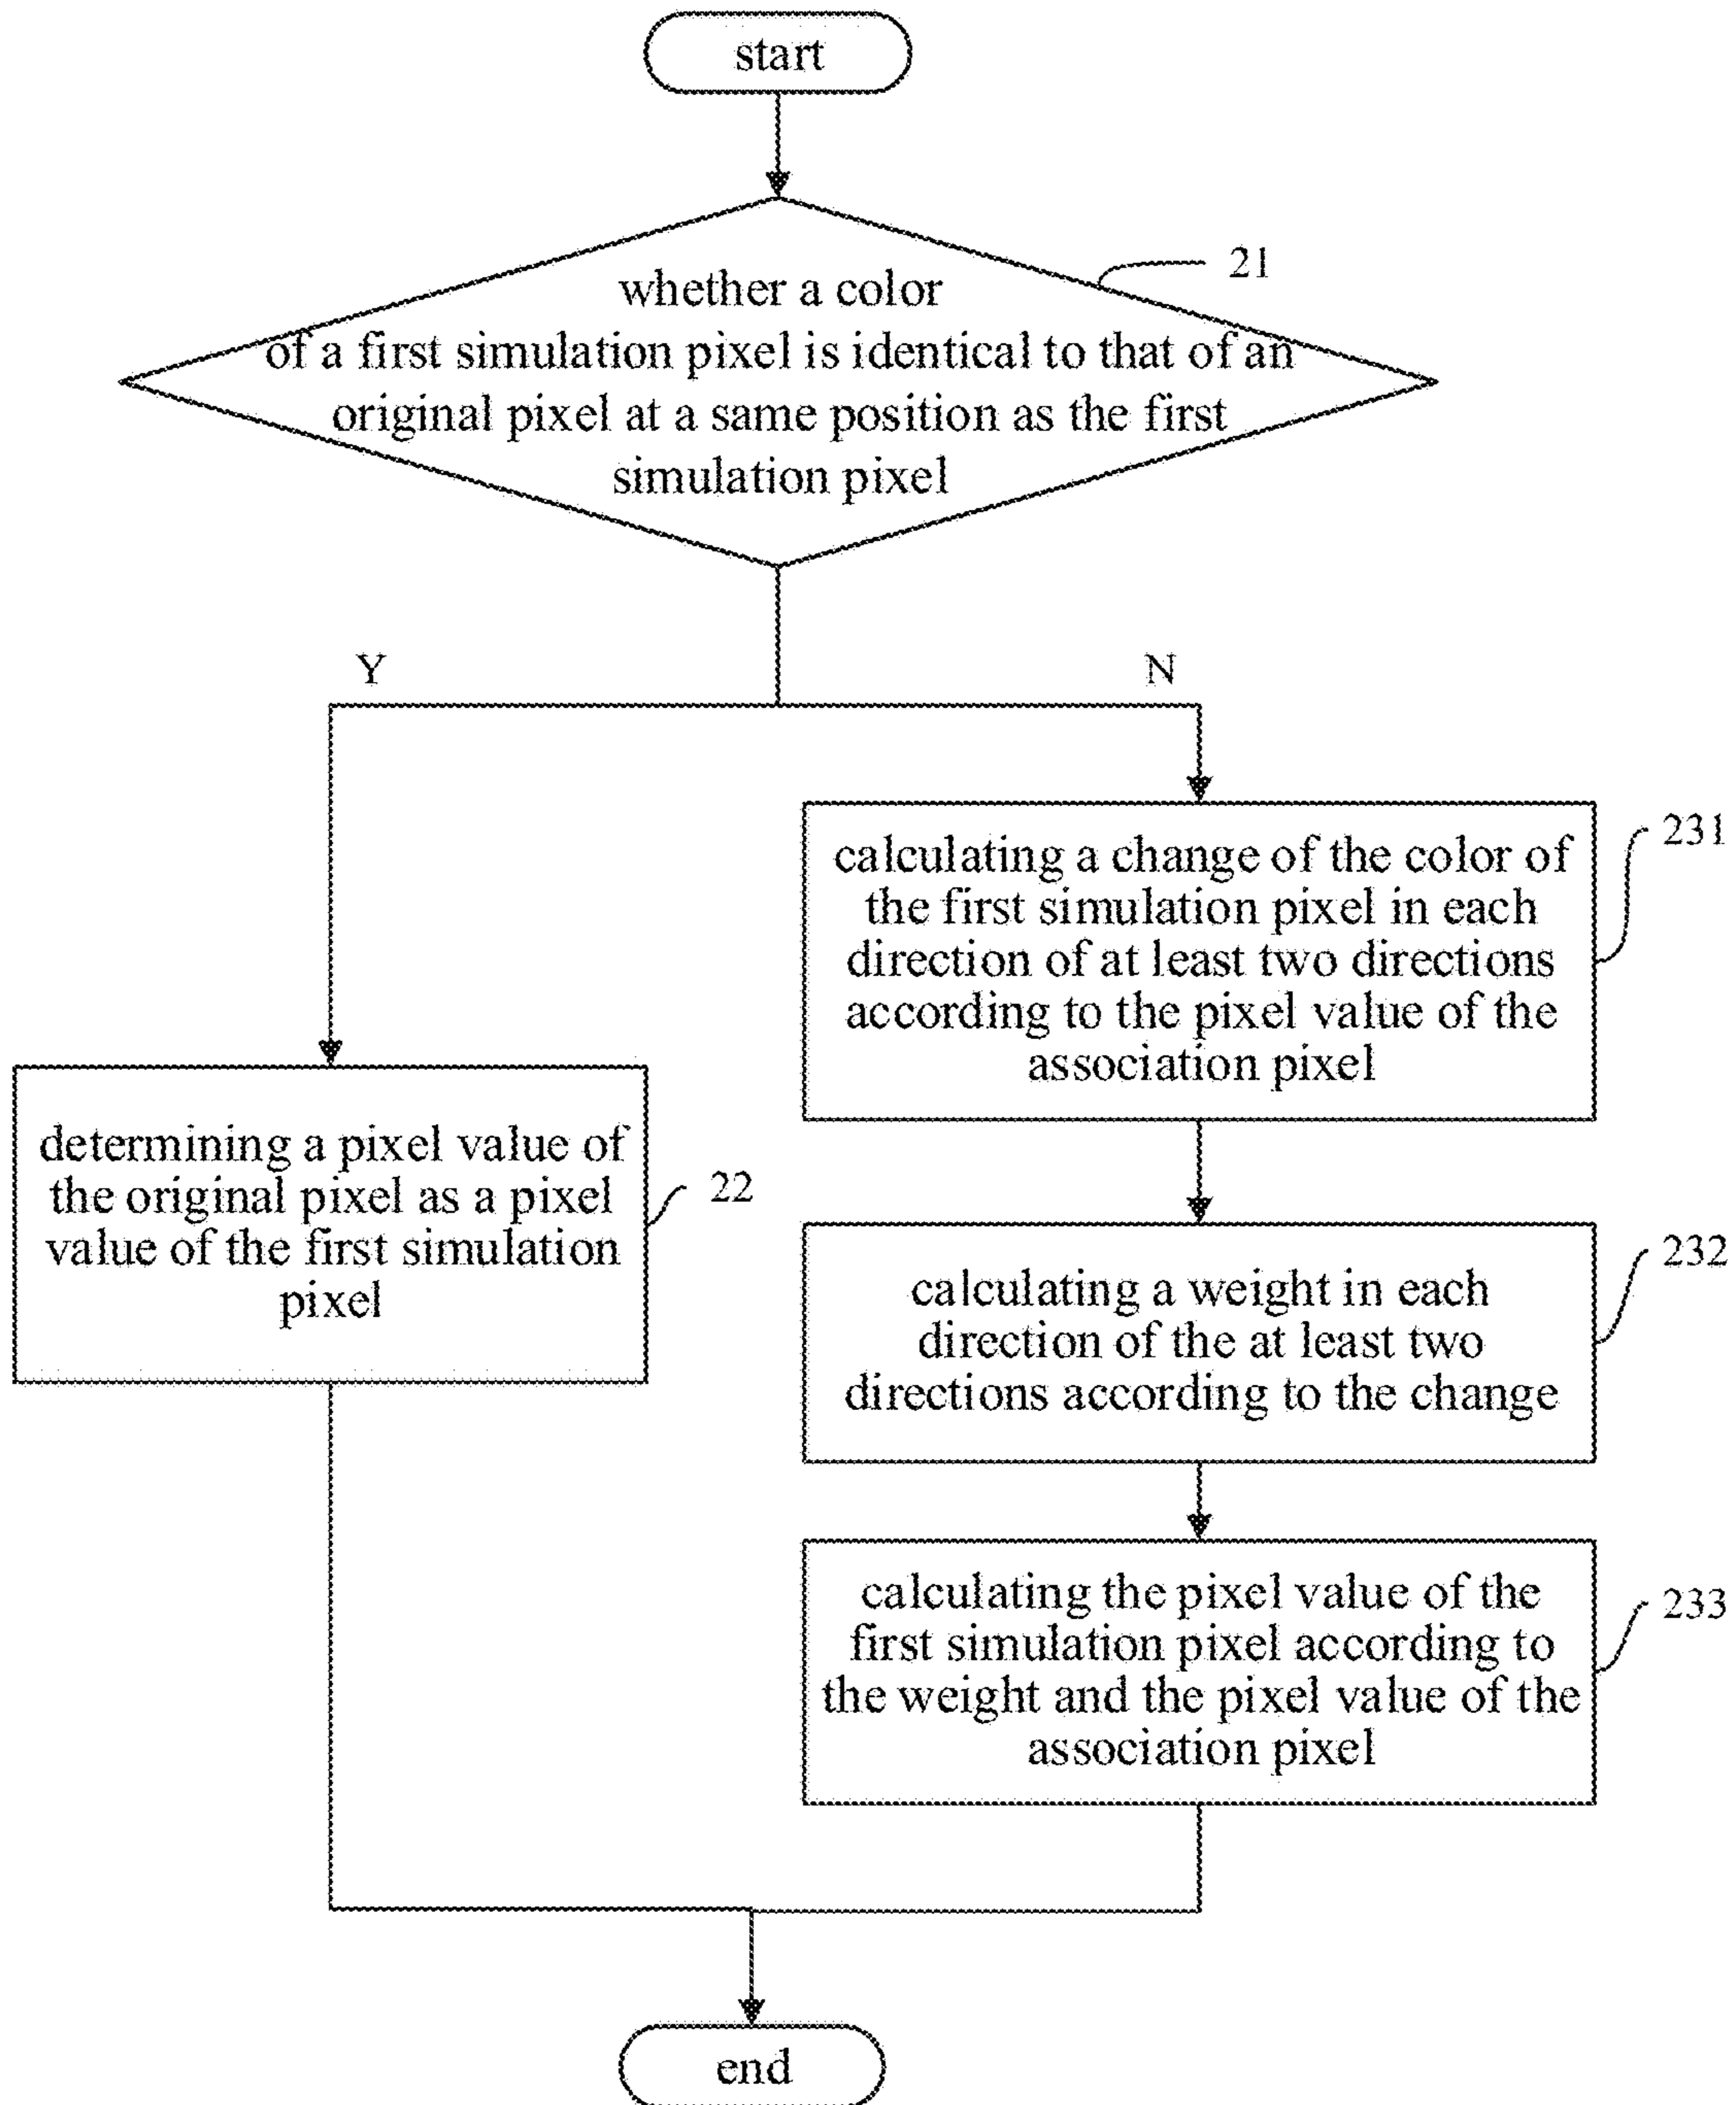 start
21
whether a color
of a first simulation pixel is identical to that of an
original pixel at a same position as the first
simulation pixel
Y
N
231
calculating a change of the color of
the first simulation pixel in each
direction of at least two directions
according to the pixel value of the
association pixel
determining a pixel value of
the original pixel as a pixel
value of the first simulation
pixel
22
232
calculating a weight in each
direction of the at least two
directions according to the change
233
calculating the pixel value of the
first simulation pixel according to
the weight and the pixel value of the
association pixel
end